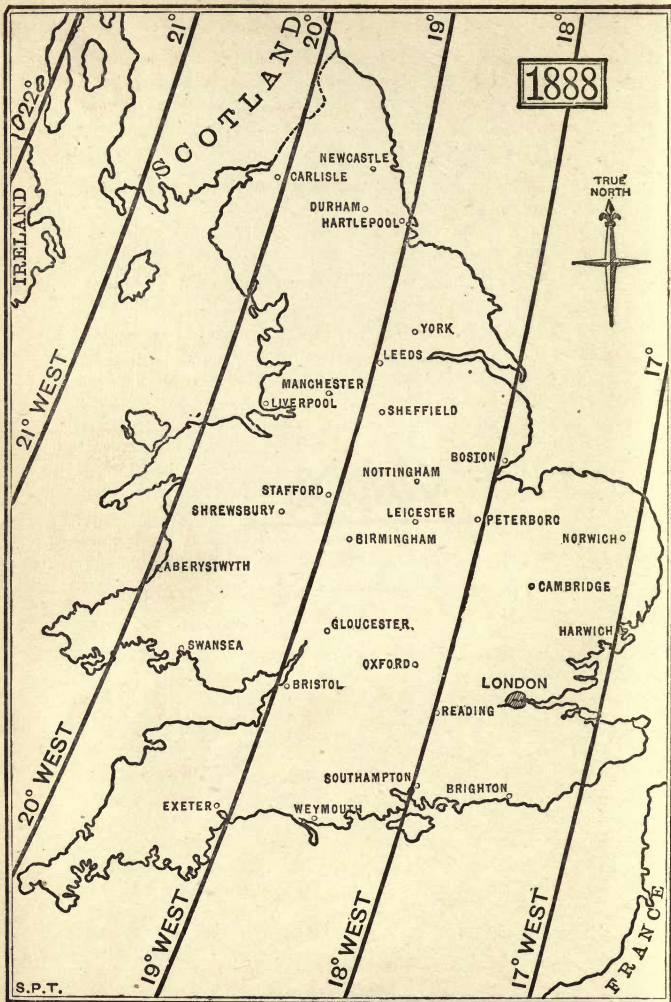 21°
20°
19°
18°
1888
22°
SCOTLAND
NEWCASTLE
CARLISLE
TRUE
NORTH
IRELAND
DURHAM
HARTLEPOOL
YORK
LEEDS
17°
MANCHESTER
LIVERPOOL
SHEFFIELD
21° WEST
BOSTON
NOTTINGHAM
STAFFORD
SHREWSBURY
LEICESTER
PETERBORO
BIRMINGHAM
NORWICH
ABERYSTWYTH
CAMBRIDGE
GLOUCESTER.
HARWICH
SWANSEA
OXFORD
LONDON
BRISTOL
READING
20° WEST
SOUTHAMPTON
BRIGHTON
EXETER
WEYMOUTH
19° WEST
18° WEST
17° WEST
FRANCE
S.P.T.